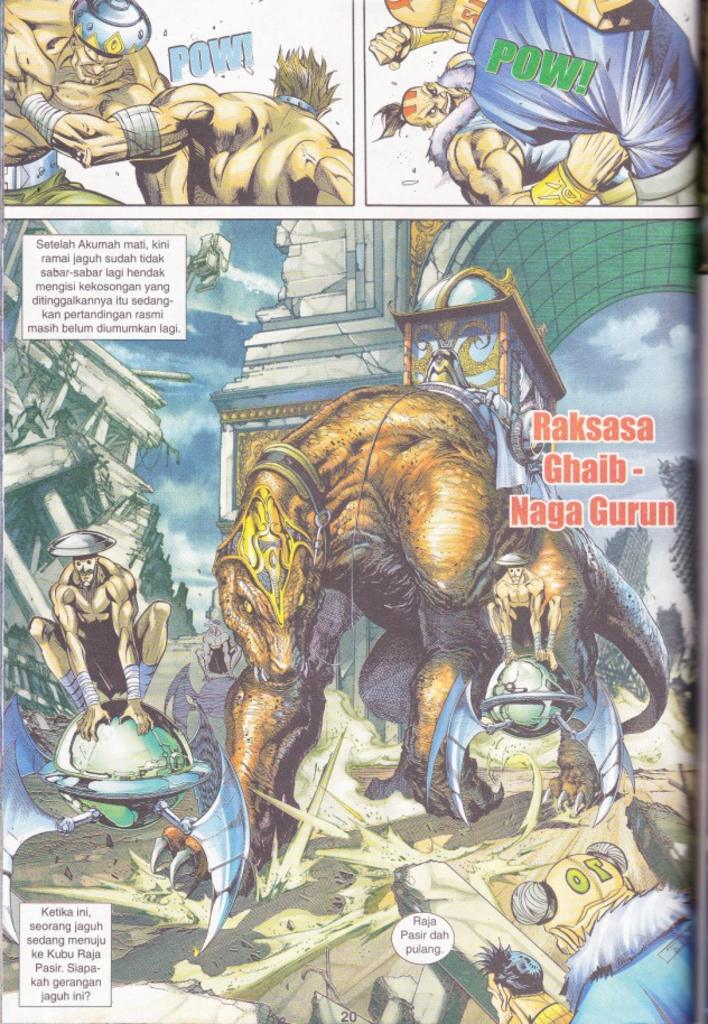 POW!
POW!
Setelah Akumah mati, kini
ramai jaguh sudah tidak
sabar-sabar lagi hendak
mengisi kekosongan yang
ditinggalkannya itu sedang-
kan pertandingan rasmi
masih belum diumumkan lagi.
Raksasa
Ghaib -
Naga Gurun
Ketika ini,
seorang jaguh
sedang menuju
ke Kubu Raja
Pasir. Siapa-
kah gerangan
jaguh ini?
Raja
Pasir dah
pulang.
20